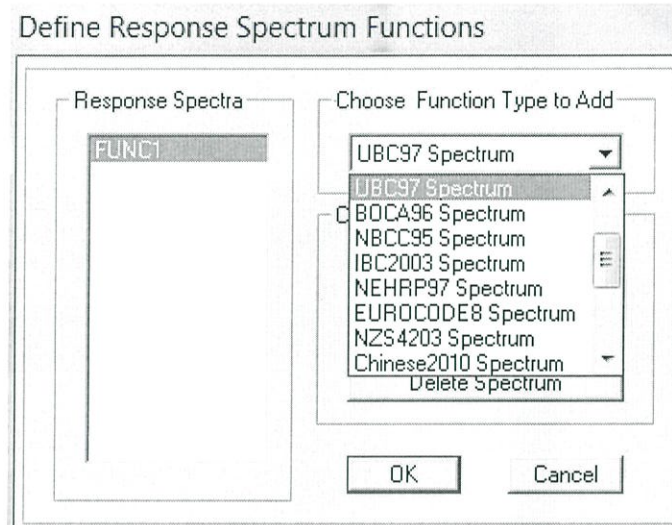 Define Response Spectrum Functions
Response Spectra
FUNC1
Choose Function Type to Add
UBC97 Spectrum
UBC97 Spectrum
BOCA96 Spectrum
NBCC95 Spectrum
IBC2003 Spectrum
NEHRP97 Spectrum
EUROCODE8 Spectrum
NZS4203 Spectrum
Chinese2010 Spectrum
C
Delete Spectrum
OK
Cancel